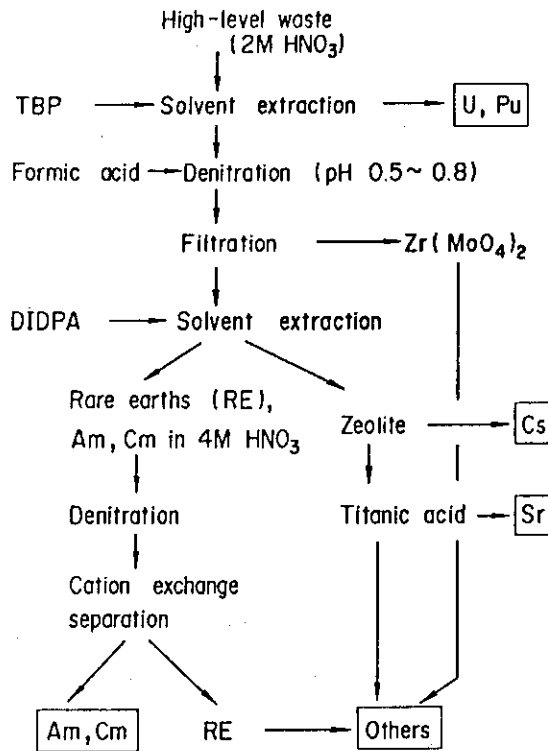 High-level waste
(2M HNO₃)
TBP Solvent extraction U, Pu
Formic acid Denitration (pH 0.5~0.8)
Filtration Zr(MoO₄)₂
DIDPA Solvent extraction
Rare earths (RE),
Am, Cm in 4M HNO₃
Zeolite Cs
Denitration
Titanic acid Sr
Cation exchange
separation
Am, Cm RE Others